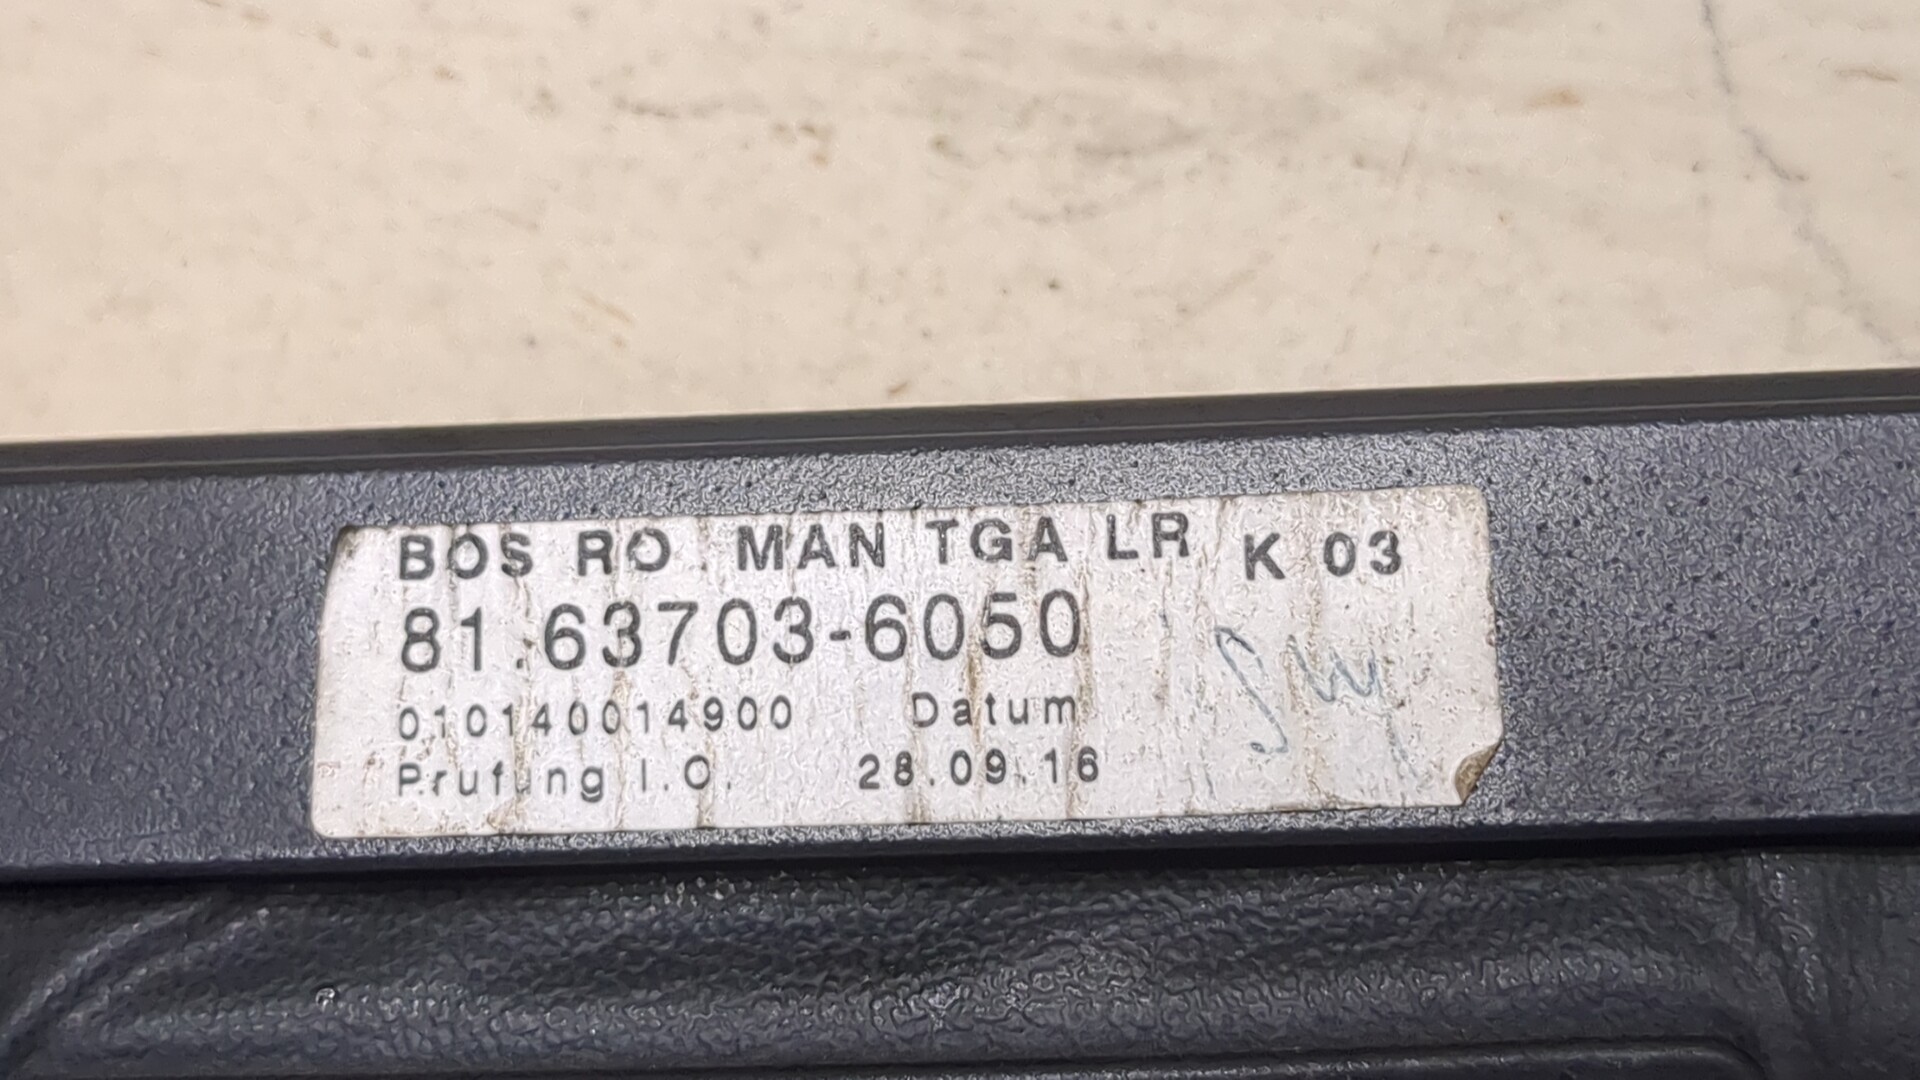 BOS RO. MAN TGA LR K 03
81.63703-6050
010140014900 Datum
Prufung I.O. 28.09.16